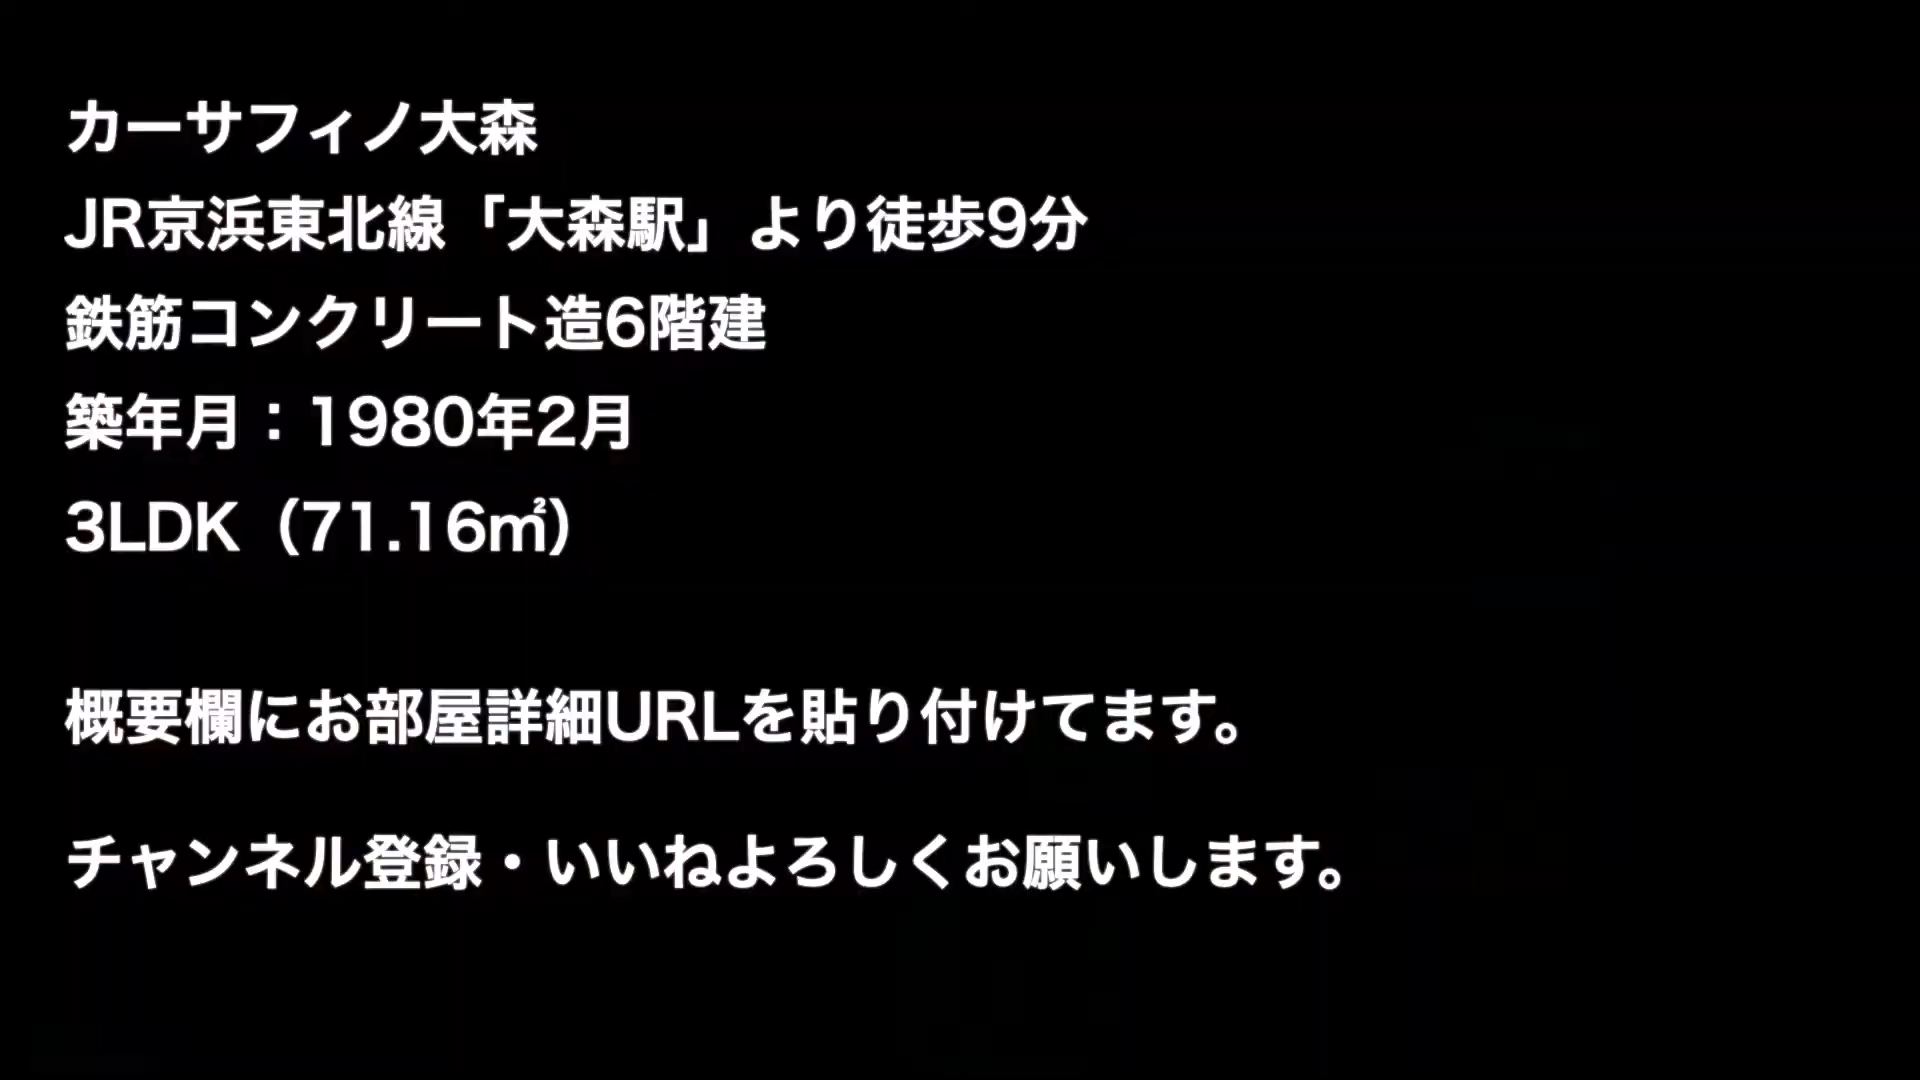 カーサフィノ大森
JR京浜東北線「大森駅」より徒歩9分
鉄筋コンクリート造6階建
築年月：1980年2月
3LDK（71.16㎡）
概要欄にお部屋詳細URLを貼り付けてます。
チャンネル登録・いいねよろしくお願いします。